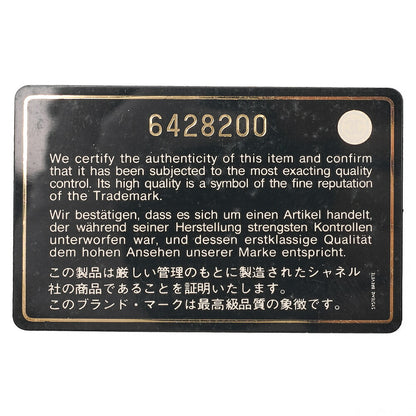 6428200
We certify the authenticity of this item and confirm
that it has been subjected to the most exacting quality
control. Its high quality is a symbol of the fine reputation
of the Trademark.
Wir bestätigen, dass es sich um einen Artikel handelt,
der während seiner Herstellung strengsten Kontrollen
unterworfen war, und dessen erstklassige Qualität
dem hohen Ansehen unserer Marke entspricht.
この製品は厳しい管理のもとに製造されたシャネル
社の商品であることを証明いたします。
このブランド・マークは最高級品質の象徴です。